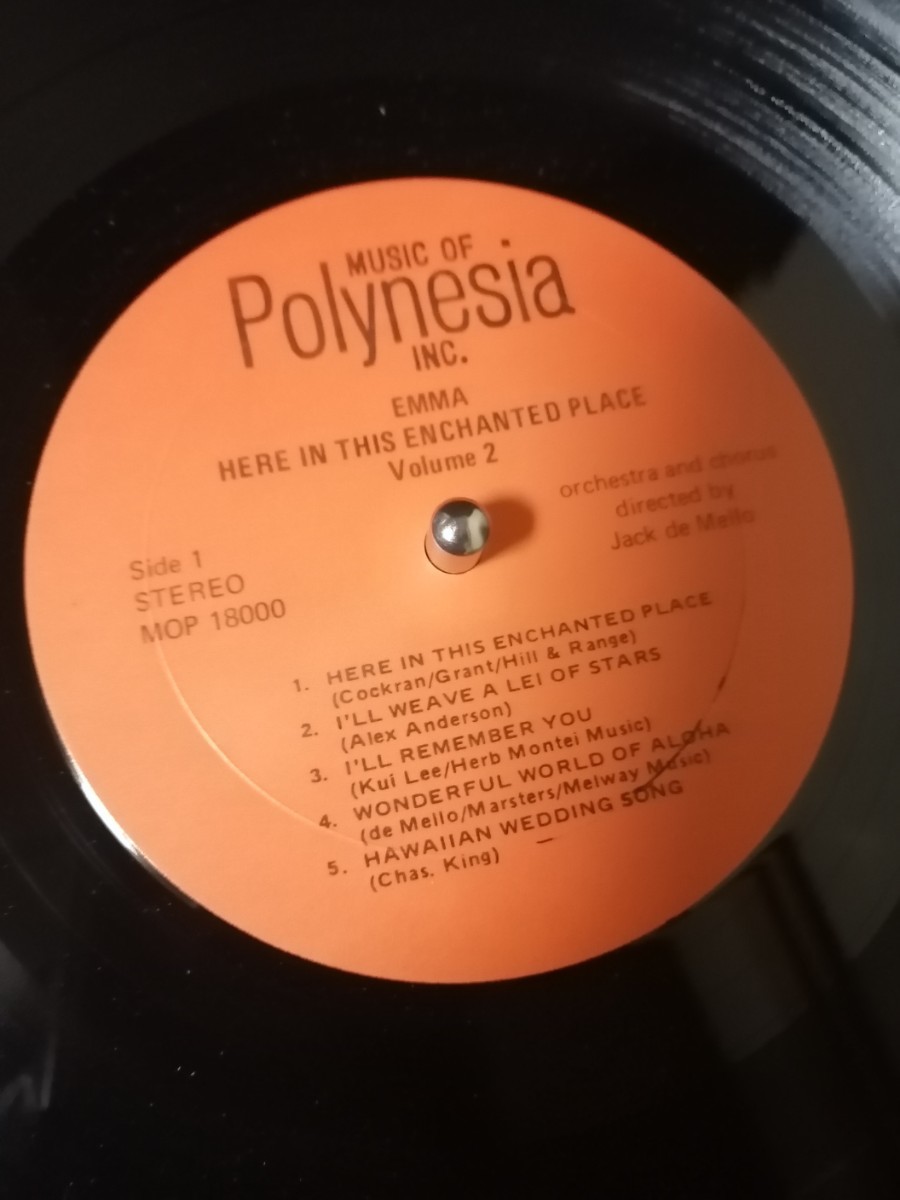 MUSIC OF
Polynesia
INC.
EMMA
HERE IN THIS ENCHANTED PLACE
Volume 2
orchestra and chorus
directed by
Jack de Mello
Side 1
STEREO
MOP 18000
1. HERE IN THIS ENCHANTED PLACE
(Cockran/Grant/Hill & Range)
2. I'LL WEAVE A LEI OF STARS
(Alex Anderson)
3. I'LL REMEMBER YOU
(Kui Lee/Herb Montei Music)
4. WONDERFUL WORLD OF ALOHA
(de Mello/Marsters/Melway Music)
5. HAWAIIAN WEDDING SONG
(Chas. King)